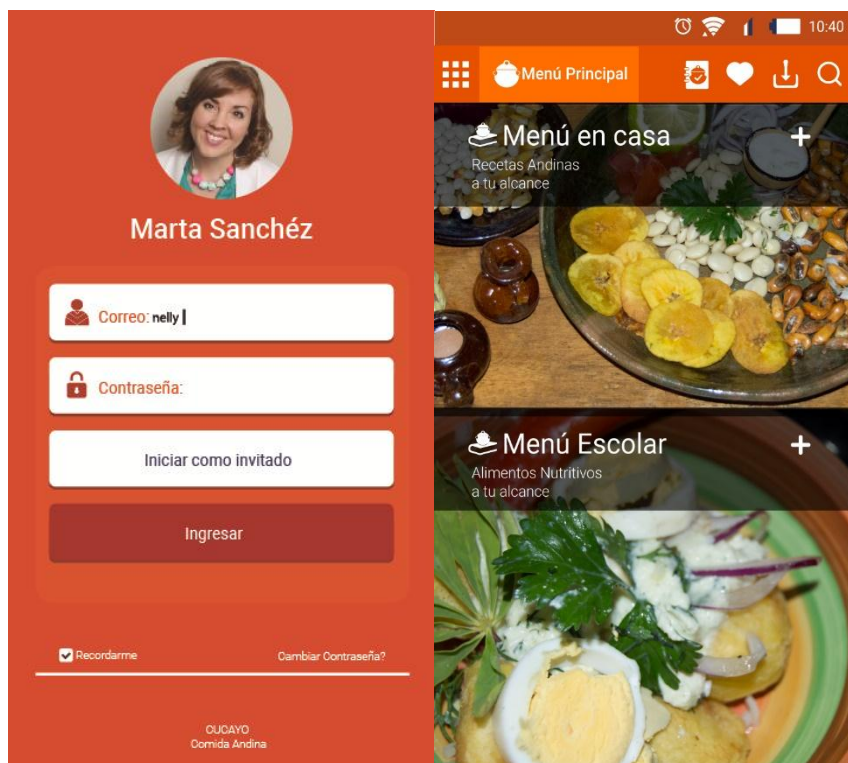 Marta Sanchéz
Correo: nelly
Contraseña:
Iniciar como invitado
Ingresar
Recordarme
Cambiar Contraseña?
CUCAYO
Comida Andina
10:40
Menú Principal
Menú en casa
Recetas Andinas
a tu alcance
Menú Escolar
Alimentos Nutritivos
a tu alcance